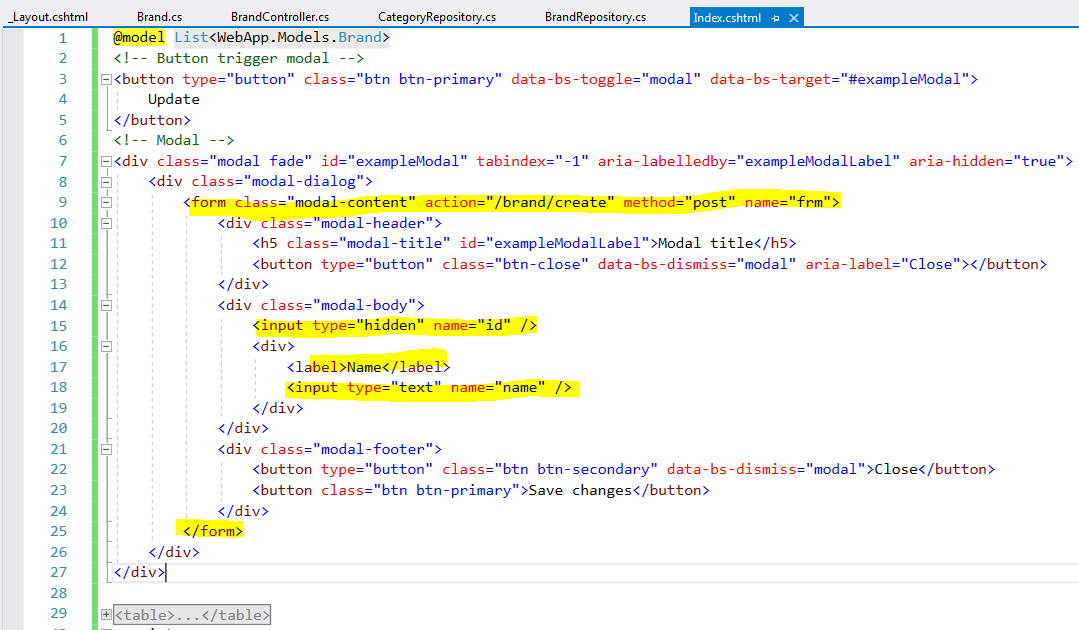 _Layout.cshtml Brand.cs BrandController.cs CategoryRepository.cs BrandRepository.cs Index.cshtml
1 @model List<WebApp.Models.Brand>
2 <!-- Button trigger modal -->
3 <button type="button" class="btn btn-primary" data-bs-toggle="modal" data-bs-target="#exampleModal">
4 Update
5 </button>
6 <!-- Modal -->
7 <div class="modal fade" id="exampleModal" tabindex="-1" aria-labelledby="exampleModalLabel" aria-hidden="true">
8 <div class="modal-dialog">
9 <form class="modal-content" action="/brand/create" method="post" name="frm">
10 <div class="modal-header">
11 <h5 class="modal-title" id="exampleModalLabel">Modal title</h5>
12 <button type="button" class="btn-close" data-bs-dismiss="modal" aria-label="Close"></button>
13 </div>
14 <div class="modal-body">
15 <input type="hidden" name="id" />
16 <div>
17 <label>Name</label>
18 <input type="text" name="name" />
19 </div>
20 </div>
21 <div class="modal-footer">
22 <button type="button" class="btn btn-secondary" data-bs-dismiss="modal">Close</button>
23 <button class="btn btn-primary">Save changes</button>
24 </div>
25 </form>
26 </div>
27 </div>
28
29 <table>...</table>